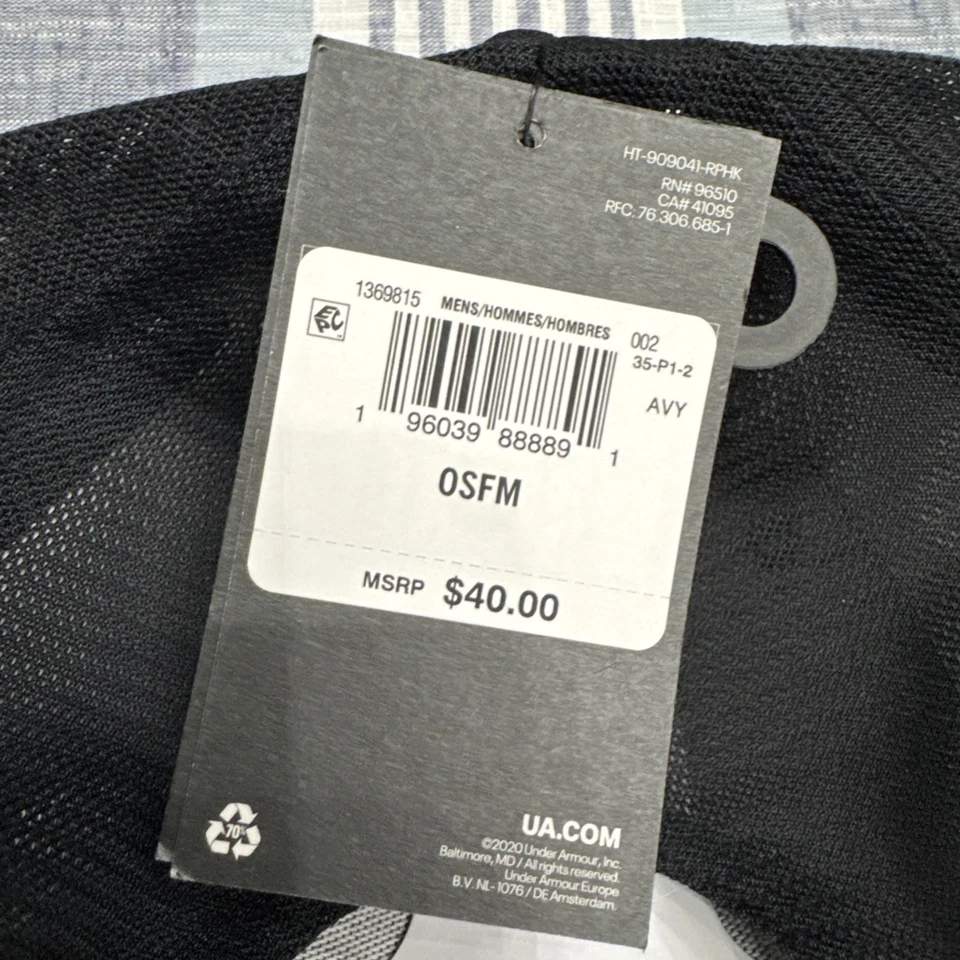 HT-909041-RPHK
RN# 96510
CA# 41095
RFC: 76.306.685-1
1369815 MENS/HOMMES/HOMBRES 002
35-P1-2
EPC
AVY
1 96039 88889 1
OSFM
MSRP $40.00
70%
UA.COM
©2020 Under Armour, Inc.
Baltimore, MD / All rights reserved.
Under Armour Europe
B.V. NL- 1076 / DE Amsterdam.